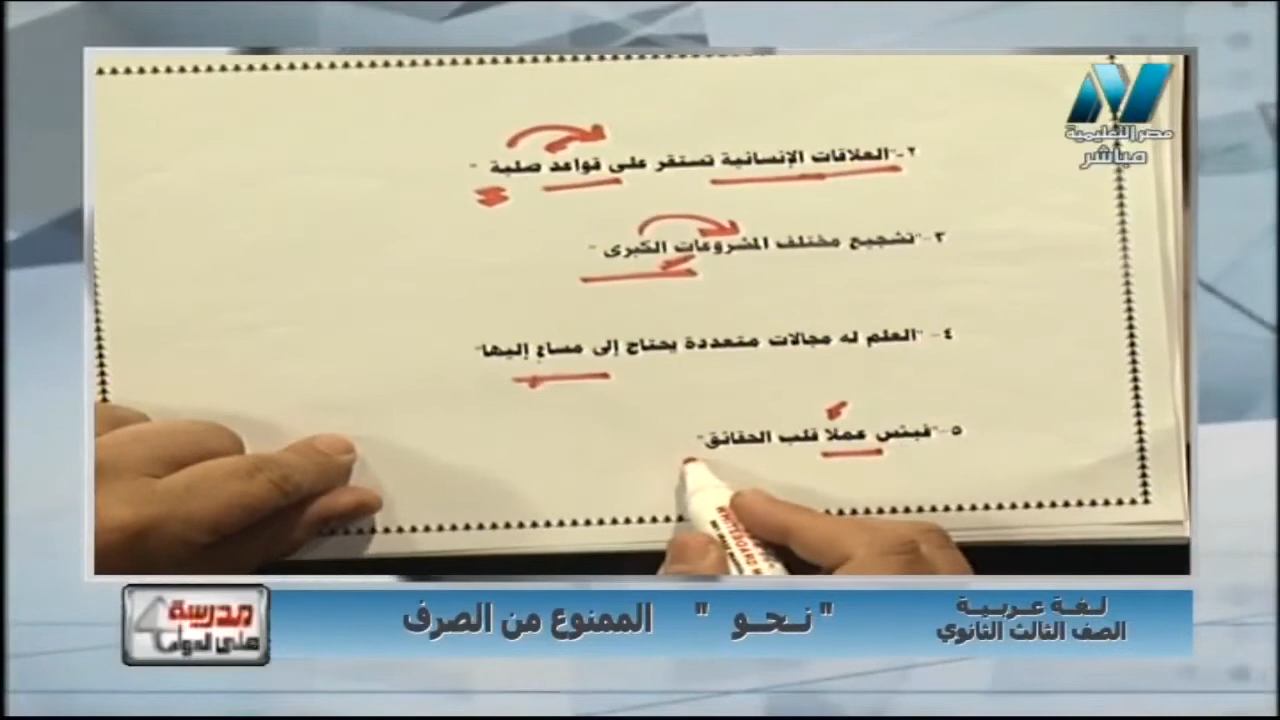 مصر التعليمية
مباشر
٢- "العلاقات الإنسانية تستقر على قواعد صلبة "
٣- "تشجيع مختلف المشروعات الكبرى "
٤- "العلم له مجالات متعددة يحتاج إلى مساعٍ إليها"
٥- "فبئس عملا قلب الحقائق"
لغة عربية
الصف الثالث الثانوي
"نحو " الممنوع من الصرف
مدرسة
على الهواء